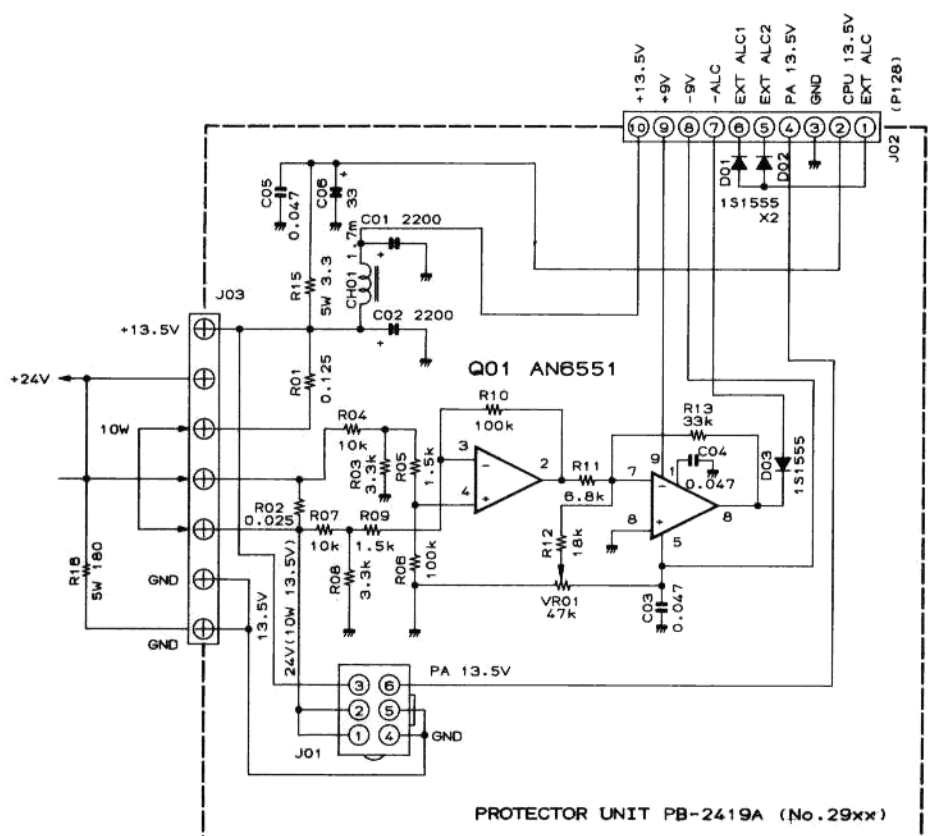 +13.5V
+9V
-9V
-ALC
EXT ALC1
EXT ALC2
PA 13.5V
GND
CPU 13.5V
EXT ALC
(P128)
10 9 8 7 6 5 4 3 2 1
J02
D01
D02
1S1555
X2
C05
0.047
C06
33
+
C01 2200
+
1.7m
CH01
R15
5W 3.3
C02 2200
+
J03
+13.5V
+24V
R01
0.125
10W
Q01 AN6551
R10
100k
R04
10k
R03
3.3k
R05
1.5k
3
-
4
+
2
R11
6.8k
R13
33k
C04
0.047
D03
1S1555
9
1
7
-
8
+
8
5
R02
0.025
R07
10k
R09
1.5k
R08
3.3k
R06
100k
R12
18k
VR01
47k
C03
0.047
R16
5W 180
GND
GND
13.5V
24V(10W 13.5V)
PA 13.5V
3 6
2 5
1 4
GND
J01
PROTECTOR UNIT PB-2419A (No.29xx)